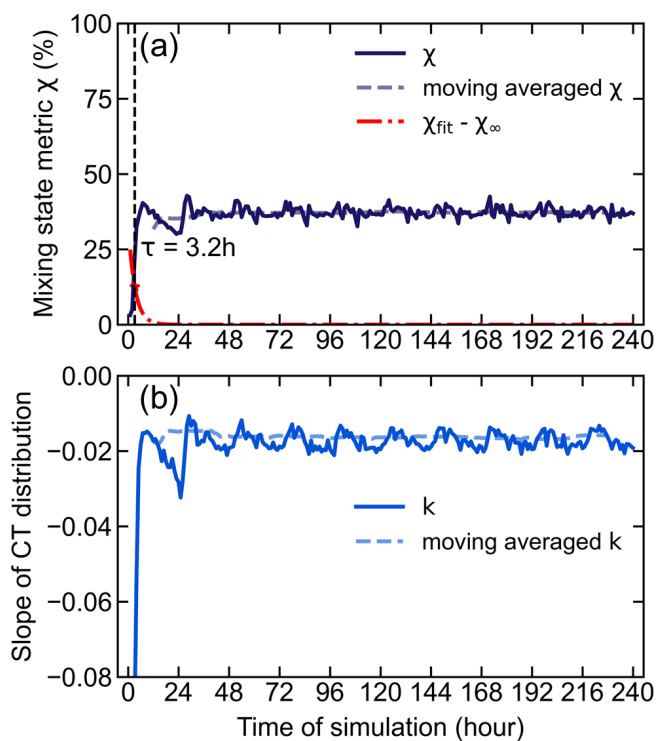 (a)
Mixing state metric χ (%)
100
75
50
25
0
χ
moving averaged χ
χfit - χ∞
τ = 3.2h
0 24 48 72 96 120 144 168 192 216 240
(b)
Slope of CT distribution
0.00
−0.02
−0.04
−0.06
−0.08
k
moving averaged k
0 24 48 72 96 120 144 168 192 216 240
Time of simulation (hour)